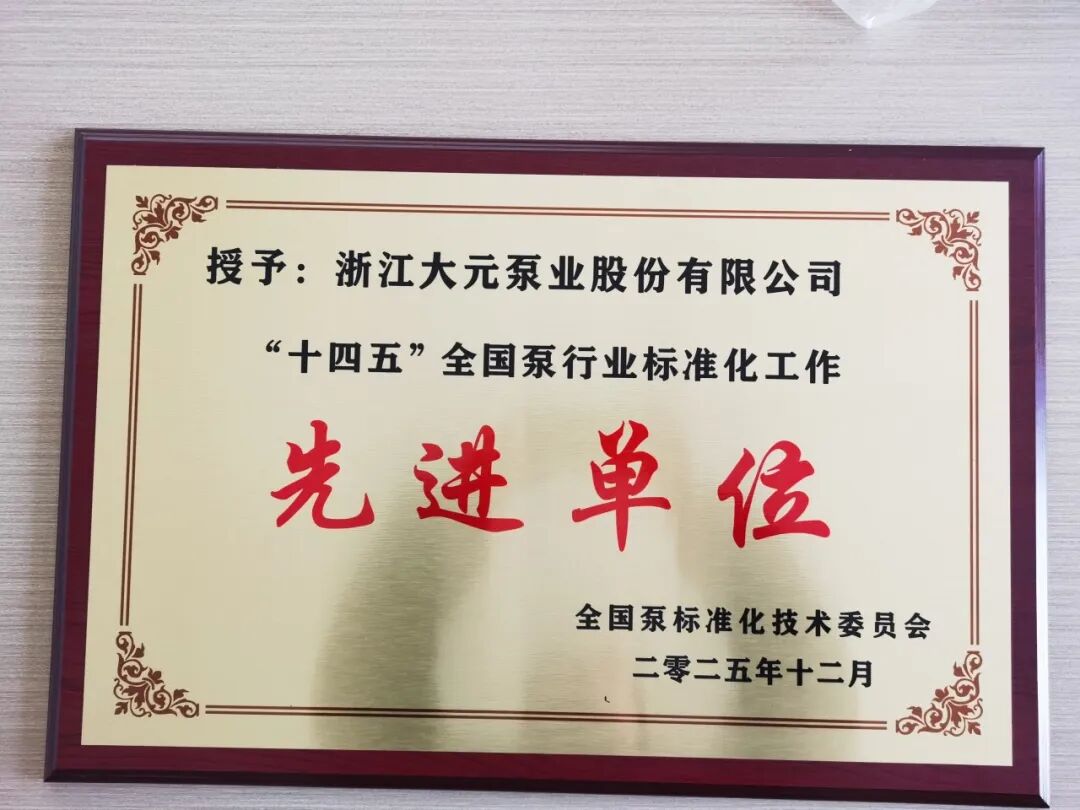 授予：浙江大元泵业股份有限公司
“十四五”全国泵行业标准化工作
先进单位
全国泵标准化技术委员会
二零二五年十二月